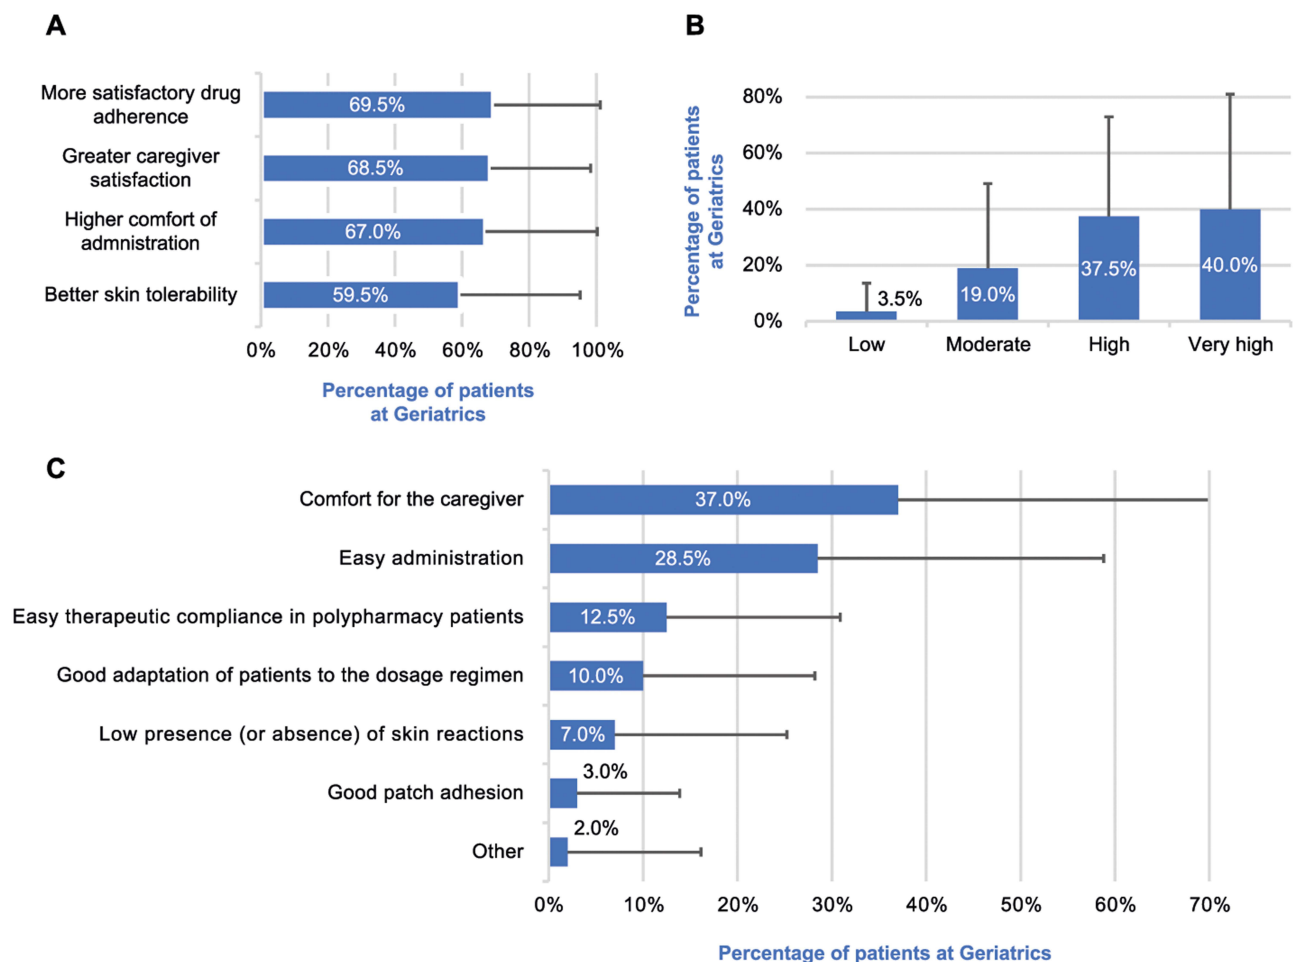 A
More satisfactory drug
adherence
69.5%
Greater caregiver
satisfaction
68.5%
Higher comfort of
admnistration
67.0%
Better skin tolerability
59.5%
0% 20% 40% 60% 80% 100%
Percentage of patients
at Geriatrics
B
Percentage of patients
at Geriatrics
80%
60%
40%
20%
0%
3.5%
19.0%
37.5%
40.0%
Low Moderate High Very high
C
Comfort for the caregiver 37.0%
Easy administration 28.5%
Easy therapeutic compliance in polypharmacy patients 12.5%
Good adaptation of patients to the dosage regimen 10.0%
Low presence (or absence) of skin reactions 7.0%
Good patch adhesion 3.0%
Other 2.0%
0% 10% 20% 30% 40% 50% 60% 70%
Percentage of patients at Geriatrics